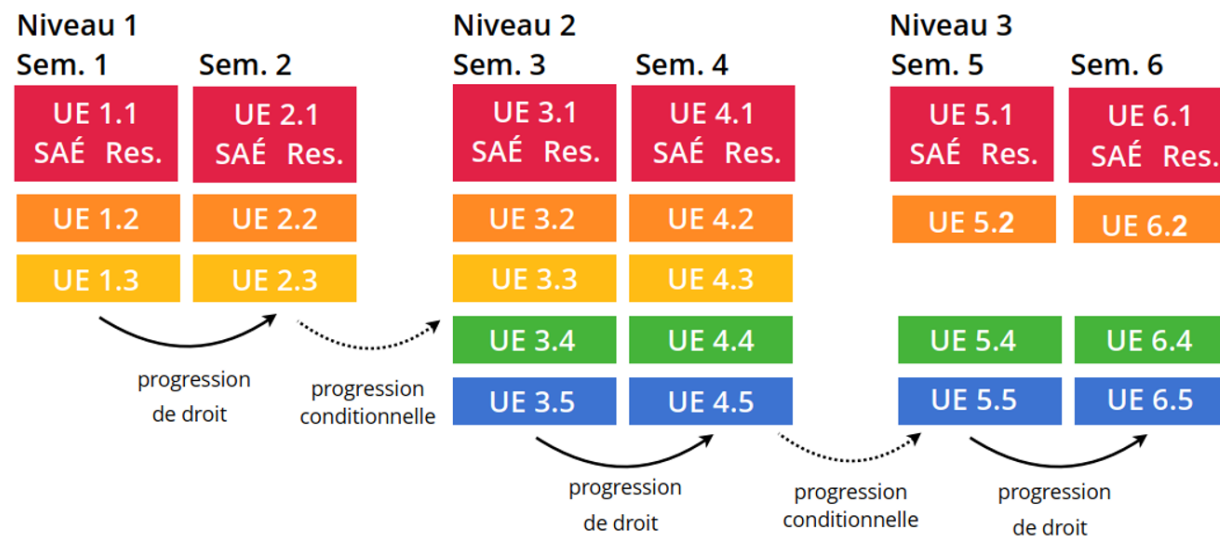 Niveau 1
Niveau 2
Niveau 3
Sem. 1
Sem. 2
Sem. 3
Sem. 4
Sem. 5
Sem. 6
UE 1.1
SAÉ Res.
UE 2.1
SAÉ Res.
UE 3.1
SAÉ Res.
UE 4.1
SAÉ Res.
UE 5.1
SAÉ Res.
UE 6.1
SAÉ Res.
UE 1.2
UE 2.2
UE 3.2
UE 4.2
UE 5.2
UE 6.2
UE 1.3
UE 2.3
UE 3.3
UE 4.3
UE 3.4
UE 4.4
UE 5.4
UE 6.4
UE 3.5
UE 4.5
UE 5.5
UE 6.5
progression
de droit
progression
conditionnelle
progression
de droit
progression
conditionnelle
progression
de droit